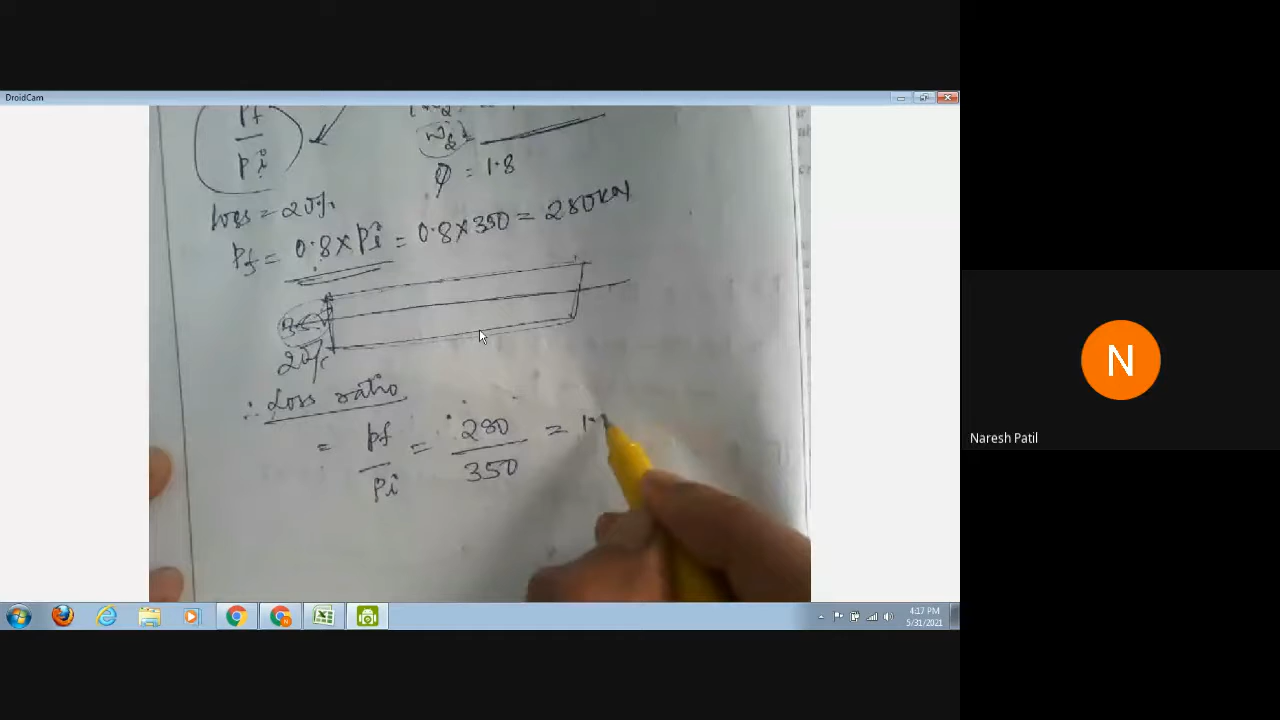 DroidCam
Pf
Pi
φ = 1.8
Loss = 20%
Pf = 0.8 × Pi = 0.8 × 350 = 280 kN
20%
∴ Loss ratio
= Pf = 280 = 1.
Pi 350
N
Naresh Patil
4:17 PM
5/31/2021